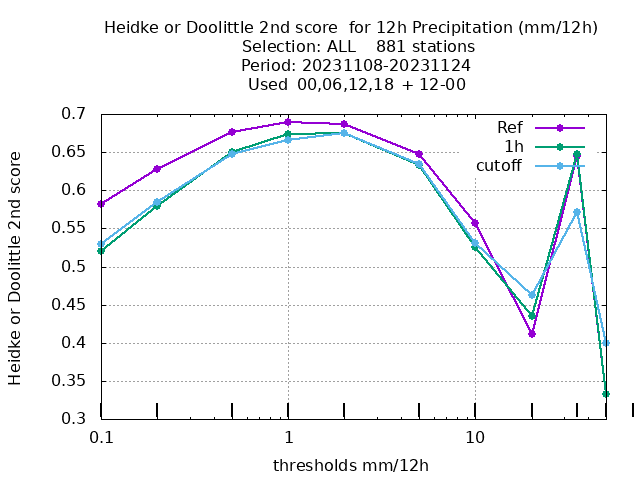 Heidke or Doolittle 2nd score  for 12h Precipitation (mm/12h)
Selection: ALL    881 stations
Period: 20231108-20231124
Used  00,06,12,18  + 12-00
0.7
0.65
0.6
0.55
0.5
0.45
0.4
0.35
0.3
Heidke or Doolittle 2nd score
Ref
1h
cutoff
0.1
1
10
thresholds mm/12h